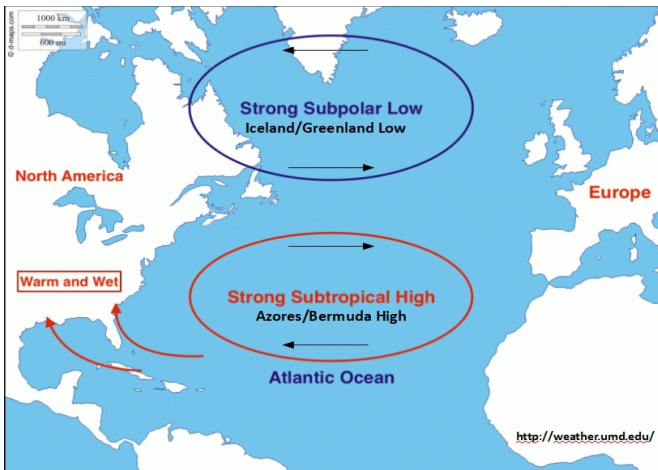 1000 km
600 mi
© d-maps.com
Strong Subpolar Low
Iceland/Greenland Low
North America
Europe
Warm and Wet
Strong Subtropical High
Azores/Bermuda High
Atlantic Ocean
http://weather.umd.edu/